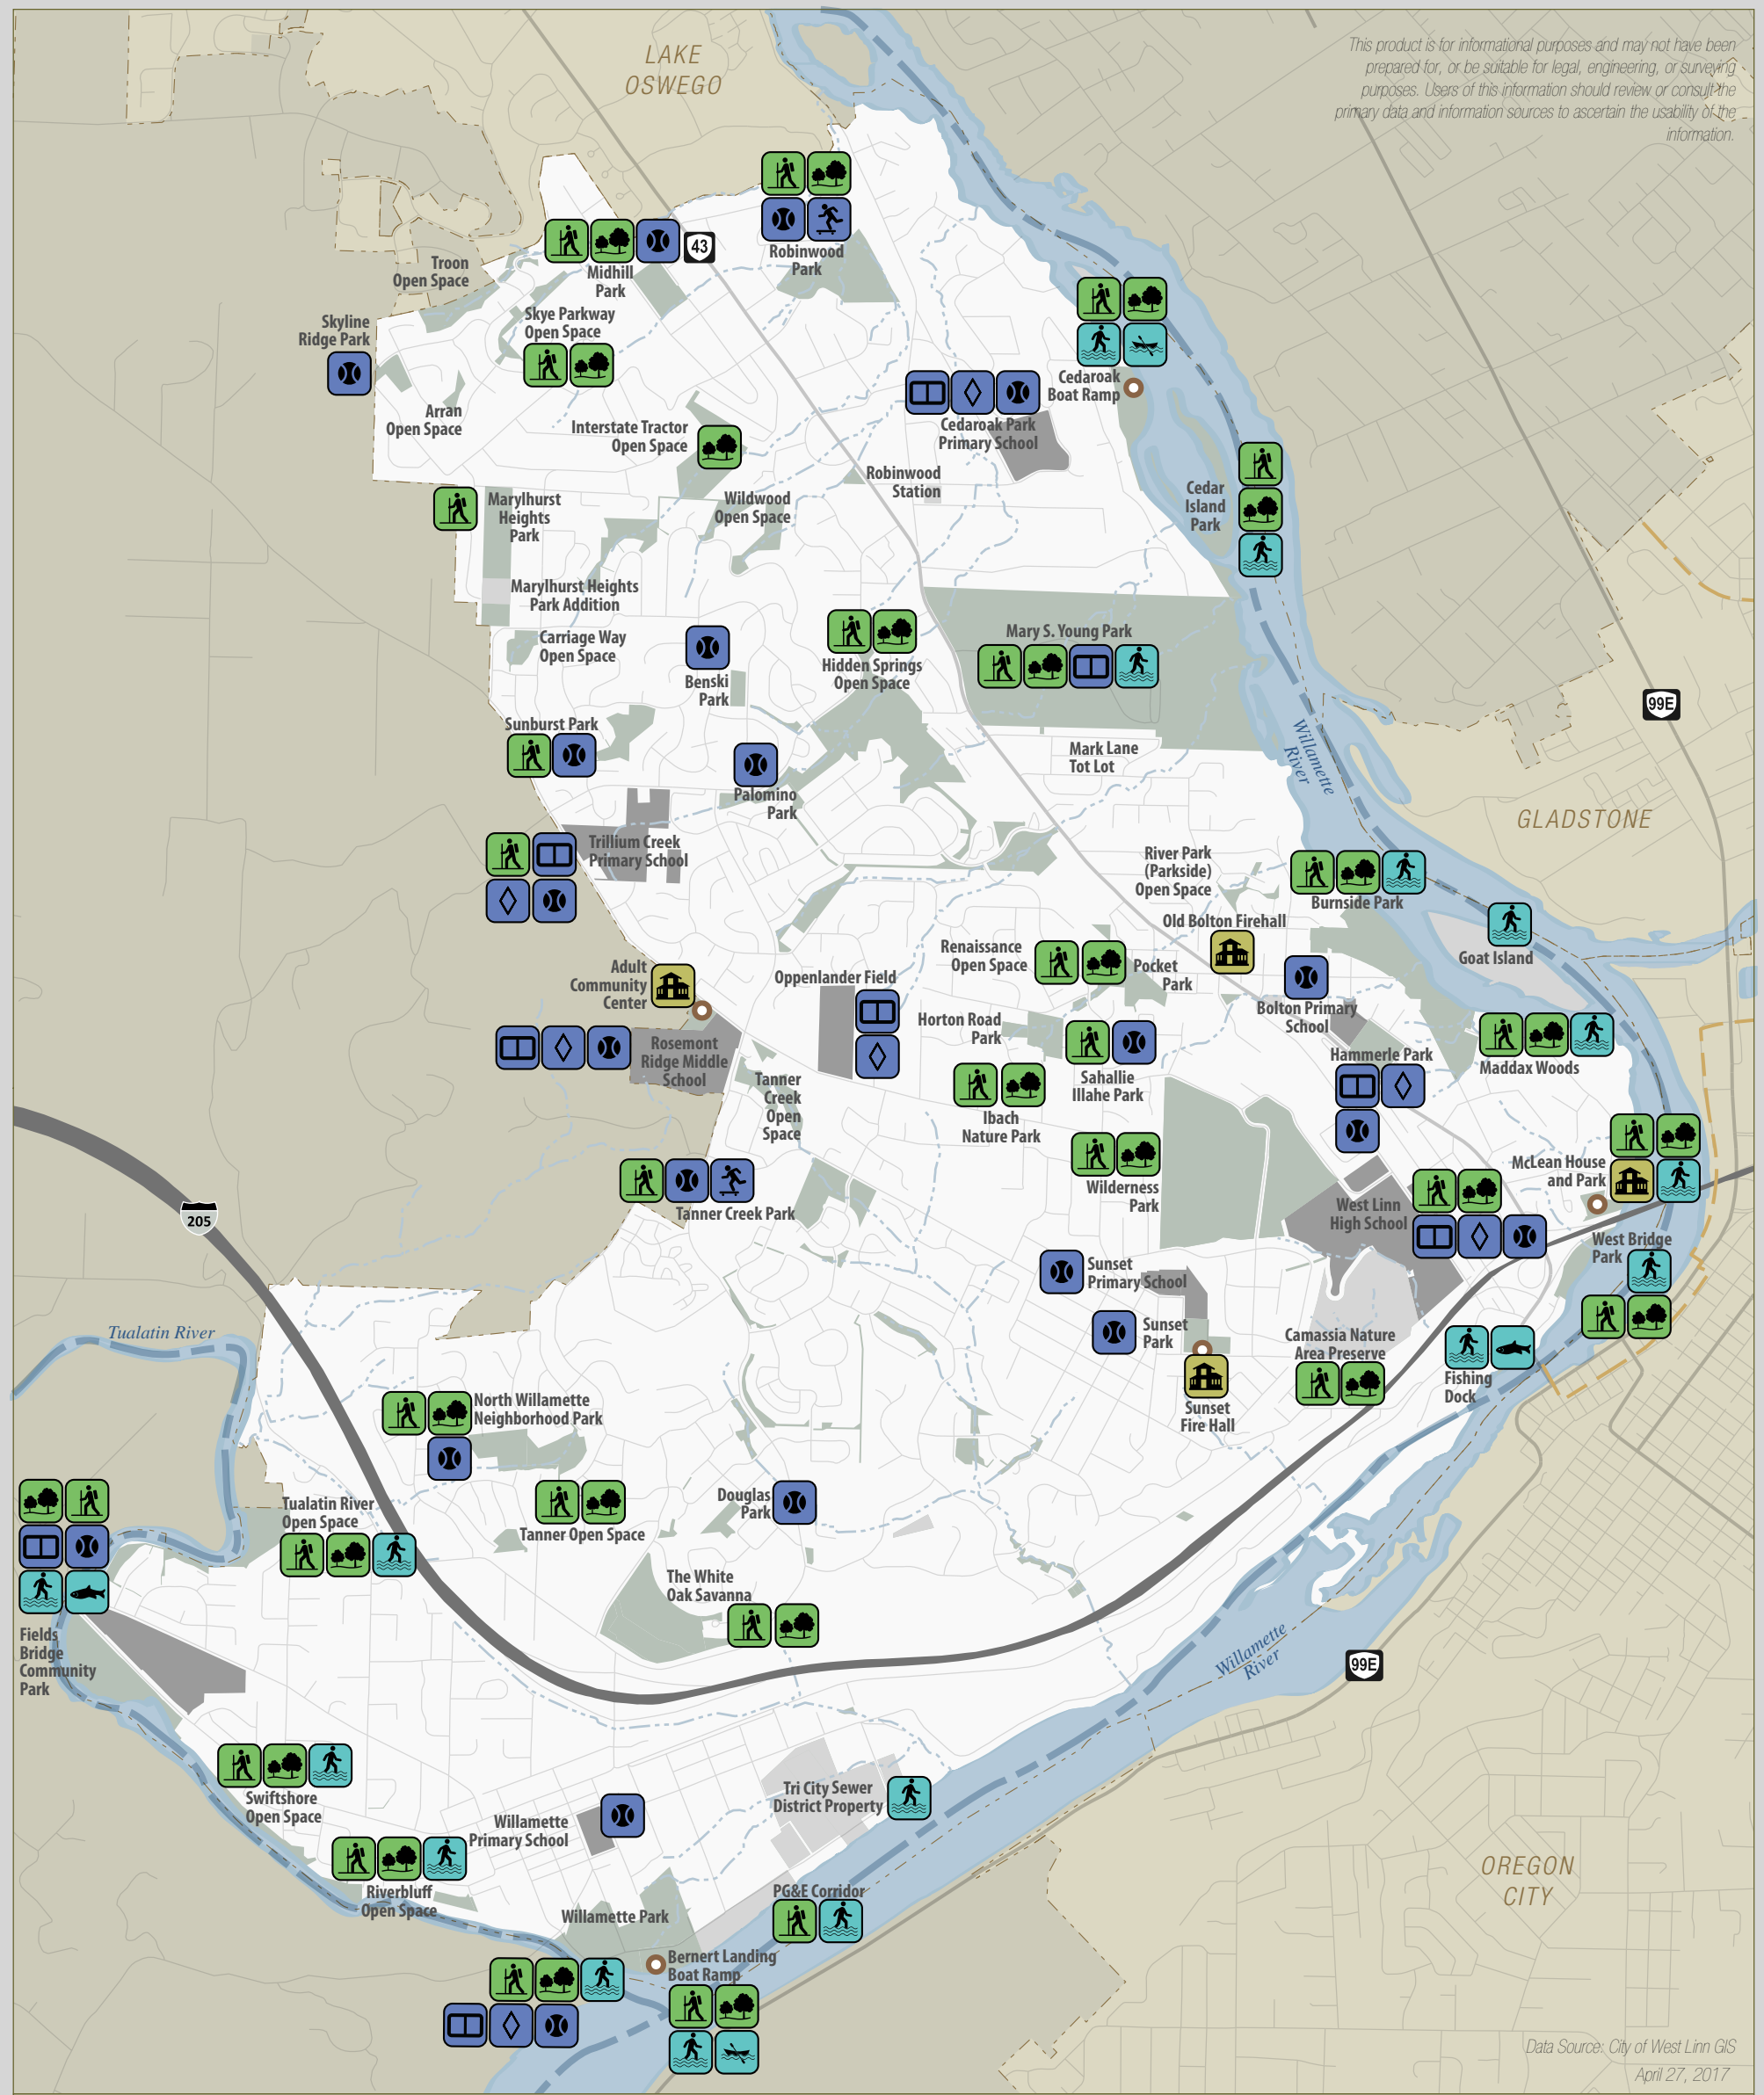 LAKE
OSWEGO
This product is for informational purposes and may not have been
prepared for, or be suitable for legal, engineering, or surveying
purposes. Users of this information should review or consult the
primary data and information sources to ascertain the usability of the
information.
43
Robinwood
Park
Troon
Open Space
Midhill
Park
Skyline
Ridge Park
Skye Parkway
Open Space
Cedaroak
Boat Ramp
Arran
Open Space
Interstate Tractor
Open Space
Cedaroak Park
Primary School
Robinwood
Station
Cedar
Island
Park
Marylhurst
Heights
Park
Wildwood
Open Space
Marylhurst Heights
Park Addition
Carriage Way
Open Space
Benski
Park
Hidden Springs
Open Space
Mary S. Young Park
99E
Sunburst Park
Mark Lane
Tot Lot
Willamette
River
Palomino
Park
GLADSTONE
Trillium Creek
Primary School
River Park
(Parkside)
Open Space
Burnside Park
Old Bolton Firehall
Renaissance
Open Space
Pocket
Park
Goat Island
Adult
Community
Center
Oppenlander Field
Bolton Primary
School
Horton Road
Park
Rosemont
Ridge Middle
School
Hammerle Park
Maddax Woods
Sahallie
Illahe Park
Tanner
Creek
Open
Space
Ibach
Nature Park
McLean House
and Park
Wilderness
Park
West Linn
High School
Tanner Creek Park
205
West Bridge
Park
Sunset
Primary School
Tualatin River
Sunset
Park
Camassia Nature
Area Preserve
Fishing
Dock
Sunset
Fire Hall
North Willamette
Neighborhood Park
Tualatin River
Open Space
Tanner Open Space
Douglas
Park
The White
Oak Savanna
Fields
Bridge
Community
Park
Willamette
River
99E
Swiftshore
Open Space
Tri City Sewer
District Property
Willamette
Primary School
Riverbluff
Open Space
PG&E Corridor
Willamette Park
Bernert Landing
Boat Ramp
OREGON
CITY
Data Source: City of West Linn GIS
April 27, 2017